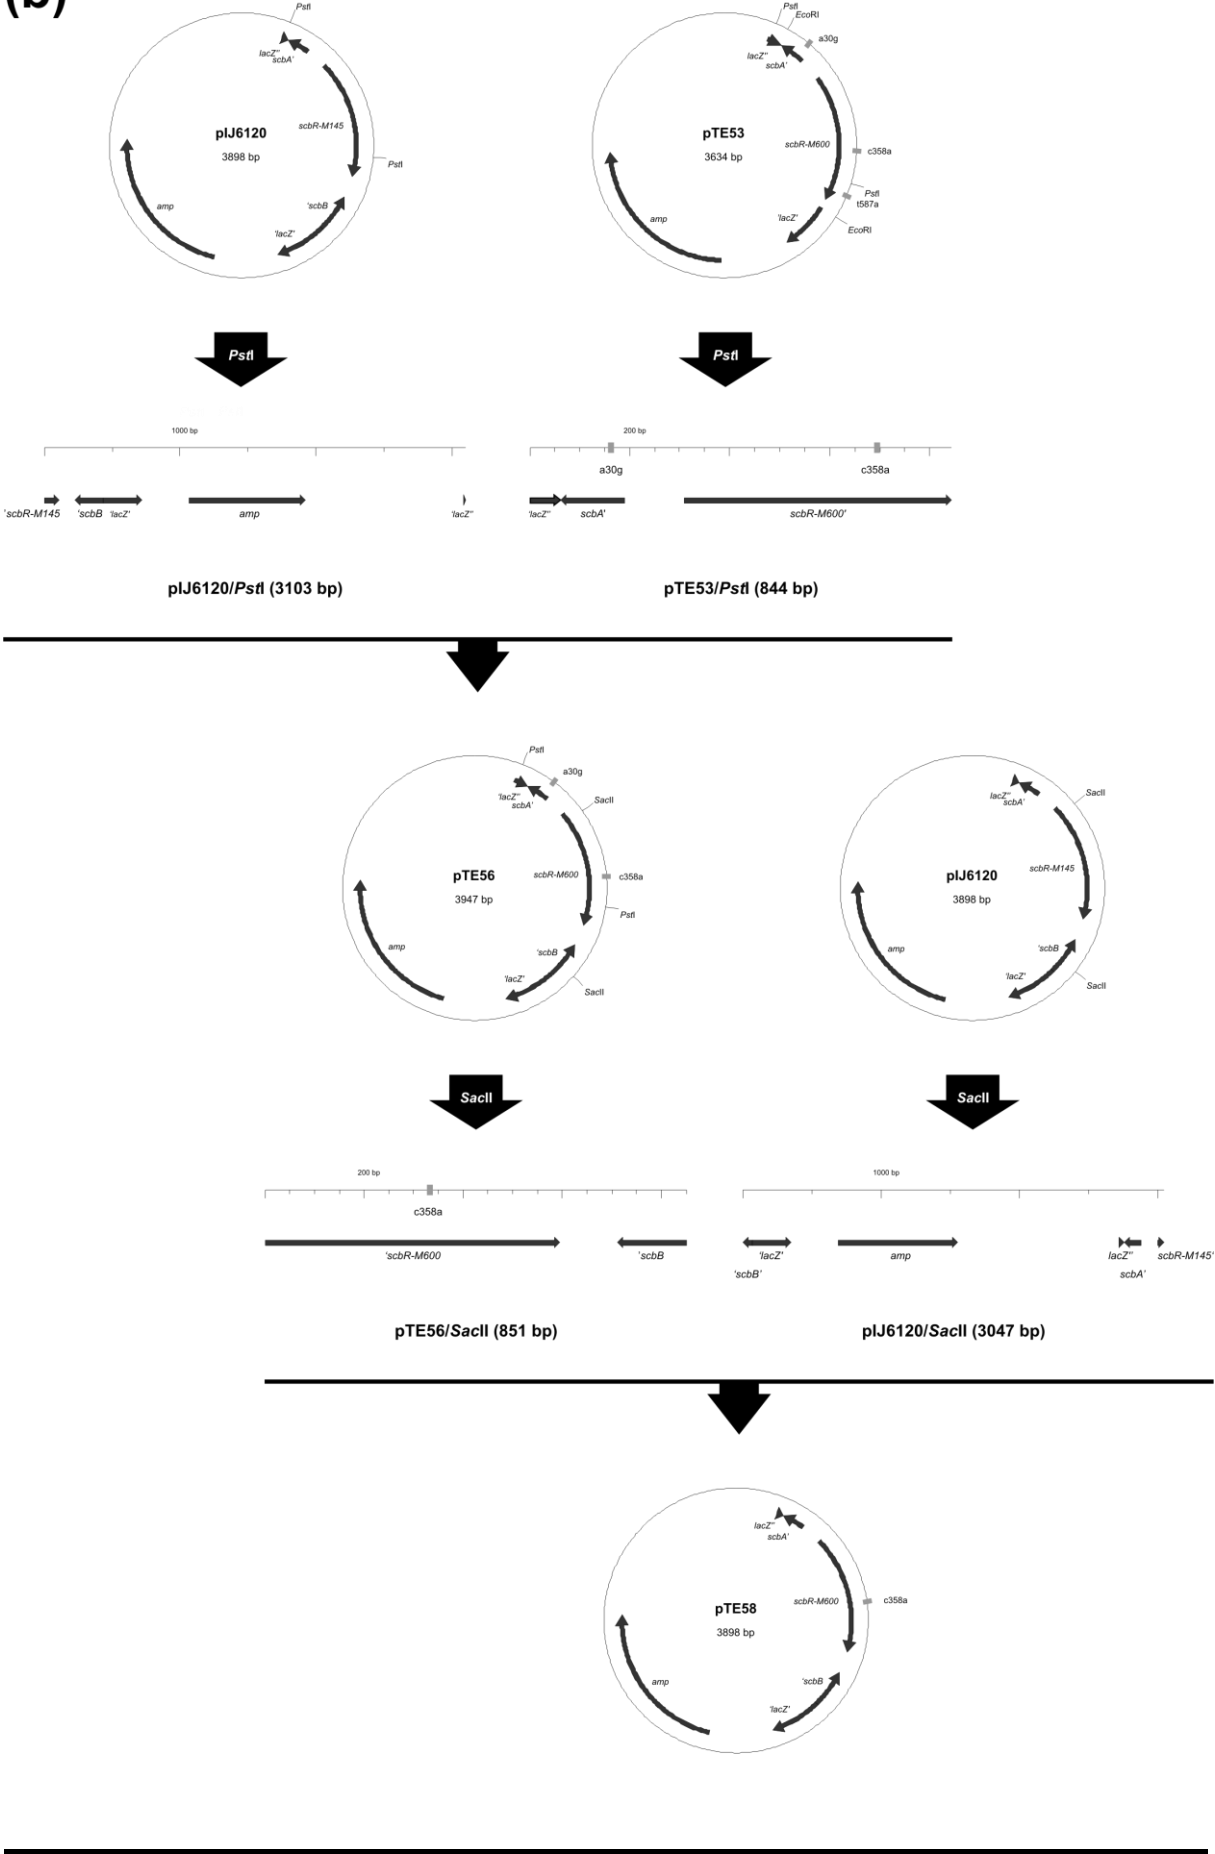 (b)
PstI
lacZ''
scbA'
scbR-M145
pIJ6120
3898 bp
PstI
'scbB
'lacZ'
amp
PstI
EcoRI
a30g
lacZ''
scbA'
scbR-M600
pTE53
3634 bp
c358a
PstI
t587a
EcoRI
'lacZ'
amp
PstI
PstI
1000 bp
'scbR-M145
'scbB
'lacZ'
amp
'lacZ''
200 bp
a30g
c358a
'lacZ''
scbA'
scbR-M600'
pIJ6120/PstI (3103 bp)
pTE53/PstI (844 bp)
PstI
a30g
'lacZ''
scbA'
SacII
scbR-M600
pTE56
3947 bp
c358a
PstI
'scbB
'lacZ'
SacII
amp
lacZ''
scbA'
SacII
scbR-M145
pIJ6120
3898 bp
'scbB
'lacZ'
SacII
amp
SacII
SacII
200 bp
c358a
'scbR-M600
'scbB
1000 bp
'lacZ'
'scbB'
amp
lacZ''
scbA'
scbR-M145'
pTE56/SacII (851 bp)
pIJ6120/SacII (3047 bp)
lacZ''
scbA'
scbR-M600
c358a
pTE58
3898 bp
'scbB
'lacZ'
amp